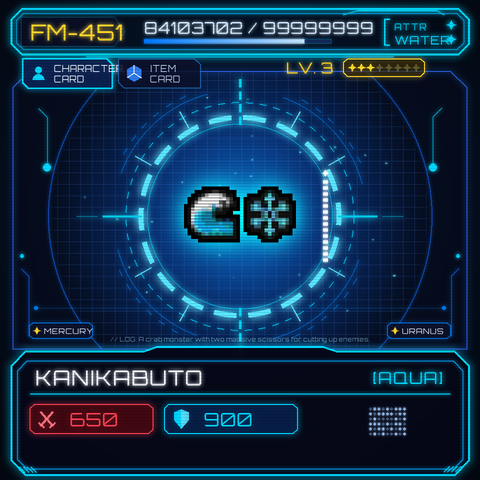 FM-451
84103702 / 99999999
ATTR
WATER
CHARACTER
CARD
ITEM
CARD
LV. 3
MERCURY
URANUS
// LOG: A crab monster with two massive scissors for cutting up enemies.
KANIKABUTO
[AQUA]
650
900